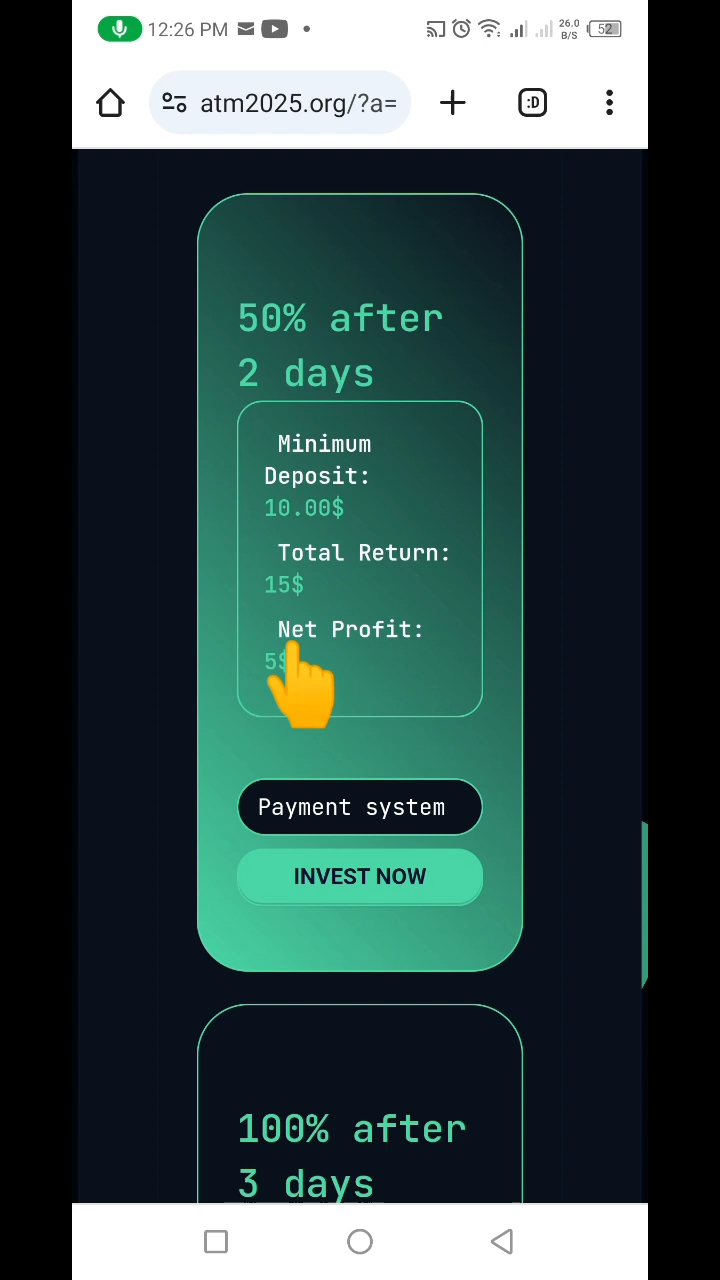 12:26 PM
26.0
B/S
52
atm2025.org/?a=
:D
50% after
2 days
Minimum
Deposit:
10.00$
Total Return:
15$
Net Profit:
5$
Payment system
INVEST NOW
100% after
3 days